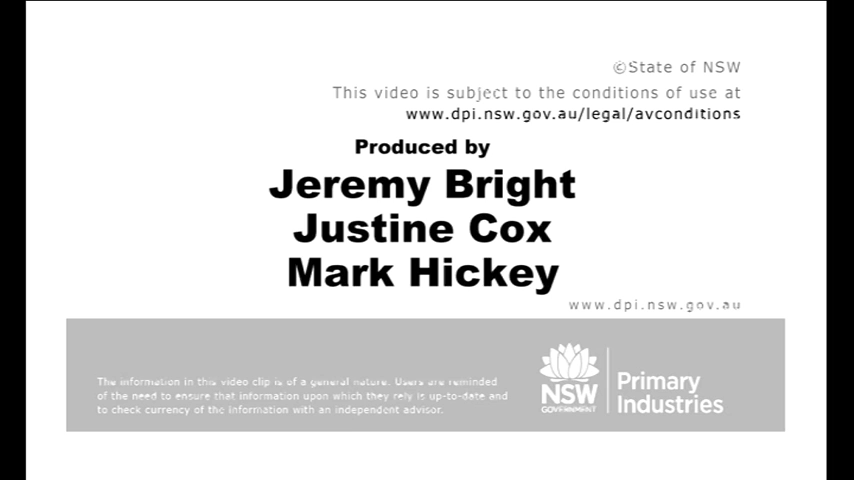 ©State of NSW
This video is subject to the conditions of use at
www.dpi.nsw.gov.au/legal/avconditions
Produced by
Jeremy Bright
Justine Cox
Mark Hickey
www.dpi.nsw.gov.au
The information in this video clip is of a general nature. Users are reminded
of the need to ensure that information upon which they rely is up-to-date and
to check currency of the information with an independent advisor.
NSW
GOVERNMENT
Primary
Industries